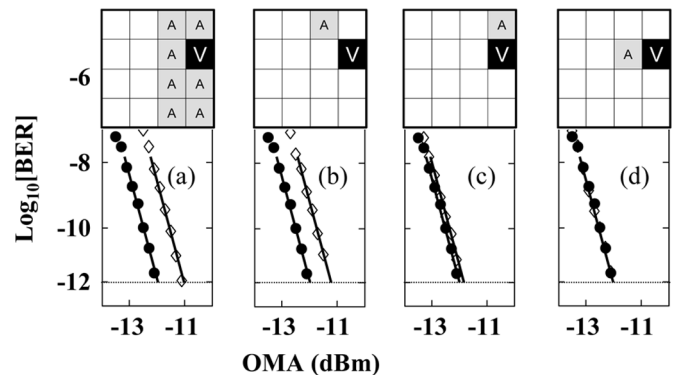 A A A A
A V V V A V
-6 A A
A A
Log10[BER]
-8 (a) (b) (c) (d)
-10
-12
-13 -11 -13 -11 -13 -11 -13 -11
OMA (dBm)